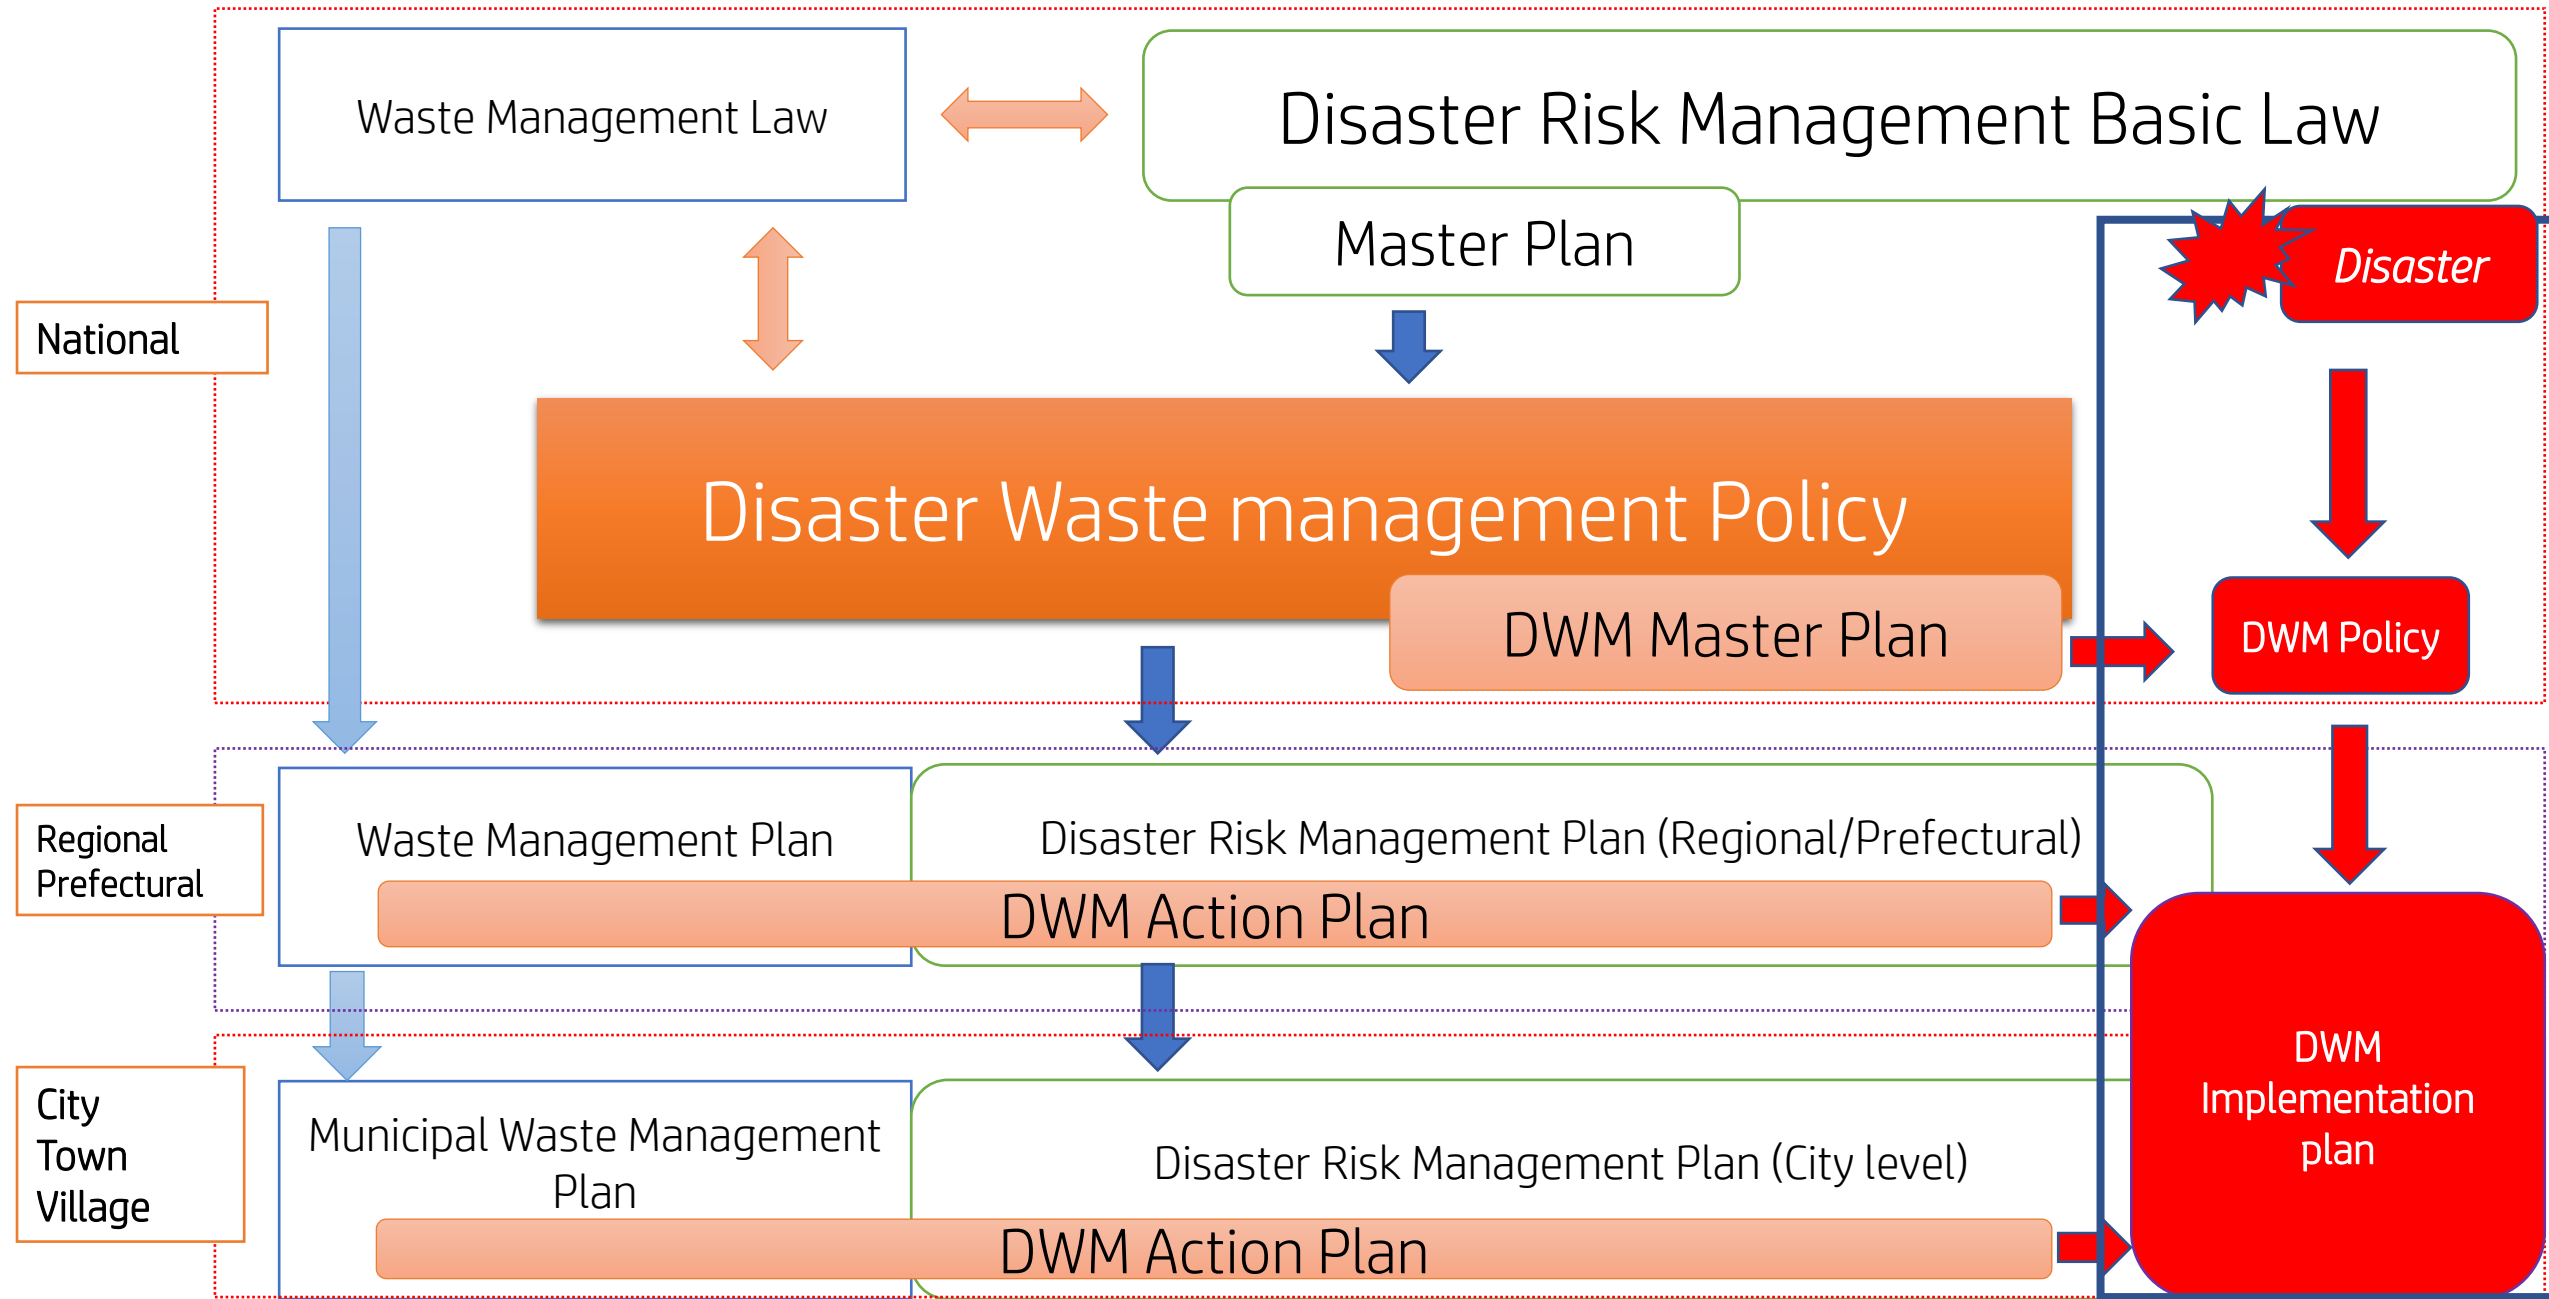 Waste Management Law
Disaster Risk Management Basic Law
Master Plan
Disaster
National
Disaster Waste management Policy
DWM Master Plan
DWM Policy
Regional
Prefectural
Waste Management Plan
Disaster Risk Management Plan (Regional/Prefectural)
DWM Action Plan
City
Town
Village
Municipal Waste Management
Plan
Disaster Risk Management Plan (City level)
DWM Action Plan
DWM
Implementation
plan